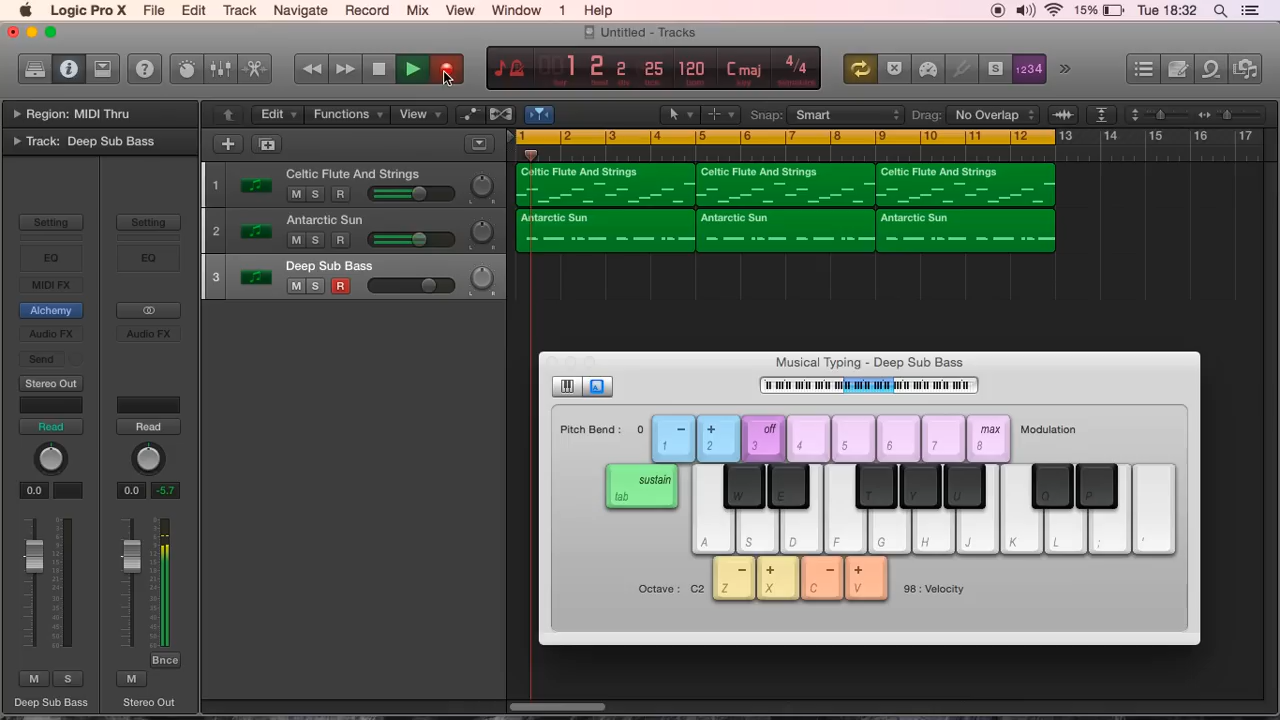 Logic Pro X File Edit Track Navigate Record Mix View Window 1 Help 15% Tue 18:32
Untitled - Tracks
1 2 2 25 120 C maj 4/4
1234
Region: MIDI Thru
Edit Functions View Snap: Smart Drag: No Overlap
Track: Deep Sub Bass
1 2 3 4 5 6 7 8 9 10 11 12 13 14 15 16 17
1 Celtic Flute And Strings
M S R
L R
Celtic Flute And Strings Celtic Flute And Strings Celtic Flute And Strings
2 Antarctic Sun
M S R
L R
Antarctic Sun Antarctic Sun Antarctic Sun
3 Deep Sub Bass
M S R
L R
Setting Setting
EQ EQ
MIDI FX
Alchemy
Audio FX Audio FX
Send
Stereo Out
Read Read
0.0 0.0 -5.7
Bnce
M S M
Deep Sub Bass Stereo Out
Musical Typing - Deep Sub Bass
Pitch Bend : 0 − 1 + 2 off 3 4 5 6 7 max 8 Modulation
sustain
tab
W E T Y U O P
A S D F G H J K L ; '
Octave : C2 − Z + X − C + V 98 : Velocity